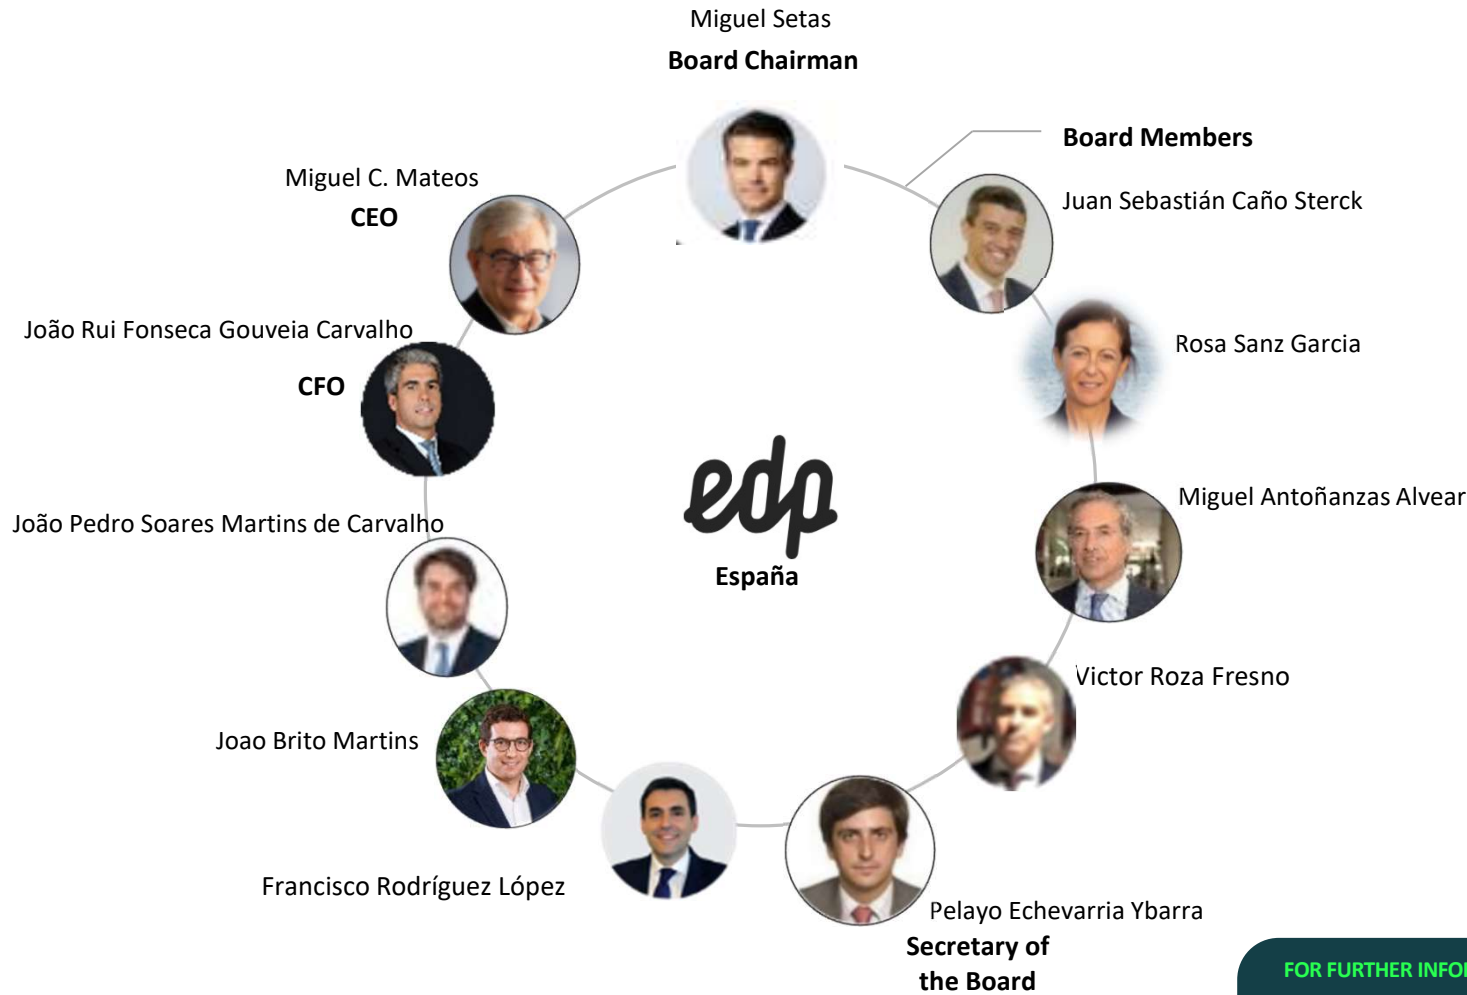 Miguel Setas
Board Chairman
Board Members
Miguel C. Mateos
CEO
Juan Sebastián Caño Sterck
João Rui Fonseca Gouveia Carvalho
CFO
Rosa Sanz Garcia
edp
España
Miguel Antoñanzas Alvear
João Pedro Soares Martins de Carvalho
Victor Roza Fresno
Joao Brito Martins
Francisco Rodríguez López
Pelayo Echevarria Ybarra
Secretary of
the Board
FOR FURTHER